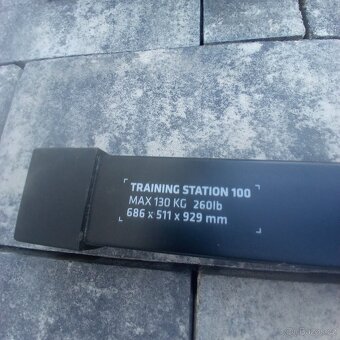 TRAINING STATION 100
MAX 130 KG 260lb
686 x 511 x 929 mm